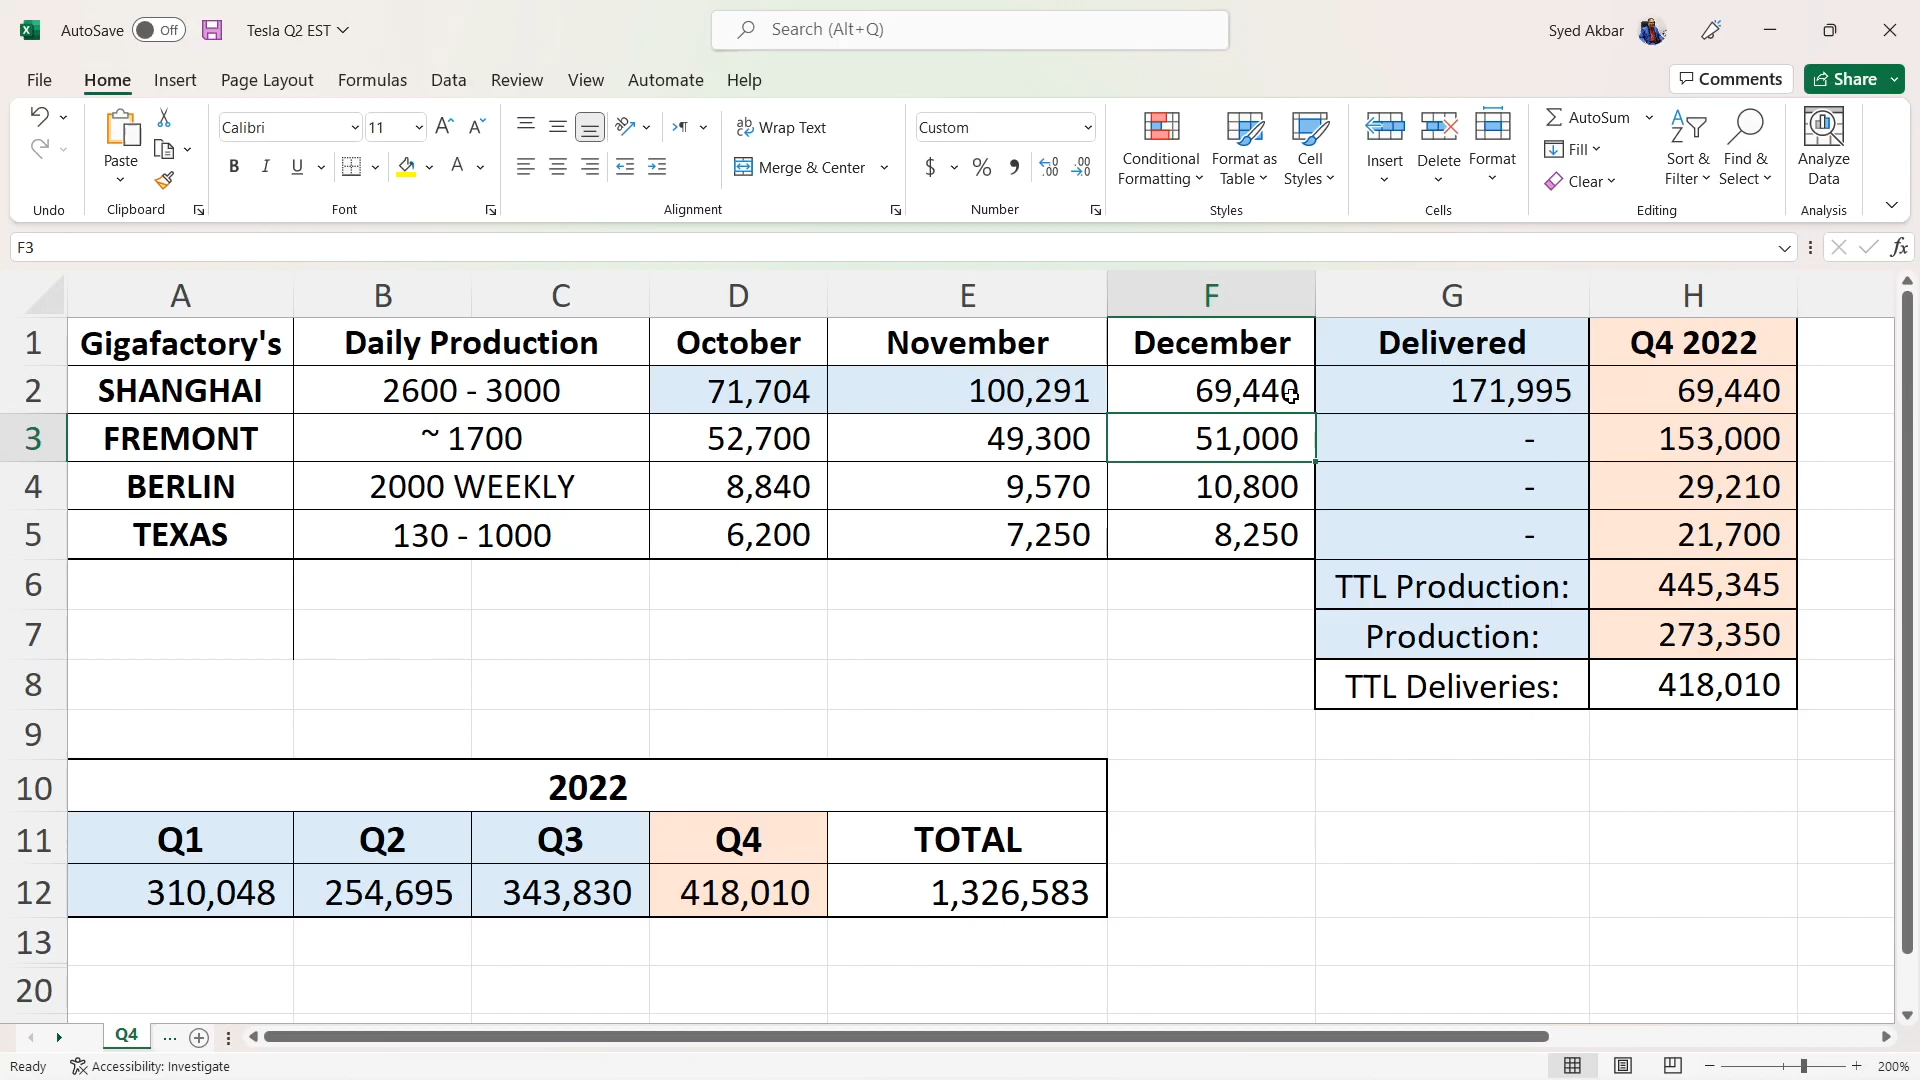 AutoSave Off Tesla Q2 EST Search (Alt+Q) Syed Akbar
File Home Insert Page Layout Formulas Data Review View Automate Help Comments Share
Paste
Calibri 11
B I U A
Wrap Text
Merge & Center
Custom
$ % ,
Conditional Formatting
Format as Table
Cell Styles
Insert Delete Format
AutoSum
Fill
Clear
Sort & Filter
Find & Select
Analyze Data
Undo Clipboard Font Alignment Number Styles Cells Editing Analysis
F3 fx
A B C D E F G H
1 Gigafactory's Daily Production October November December Delivered Q4 2022
2 SHANGHAI 2600 - 3000 71,704 100,291 69,440 171,995 69,440
3 FREMONT ~ 1700 52,700 49,300 51,000 - 153,000
4 BERLIN 2000 WEEKLY 8,840 9,570 10,800 - 29,210
5 TEXAS 130 - 1000 6,200 7,250 8,250 - 21,700
6 TTL Production: 445,345
7 Production: 273,350
8 TTL Deliveries: 418,010
9
10 2022
11 Q1 Q2 Q3 Q4 TOTAL
12 310,048 254,695 343,830 418,010 1,326,583
13
20
Q4 ...
Ready Accessibility: Investigate 200%